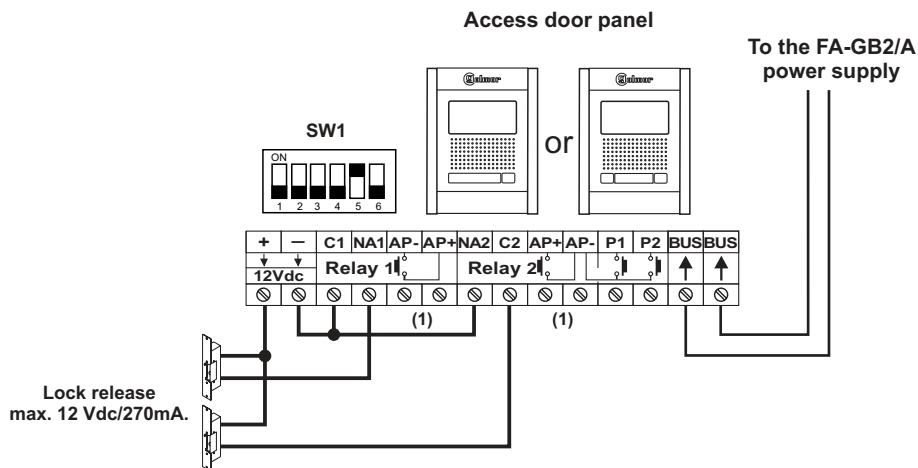 Access door panel
To the FA-GB2/A
power supply
Golmar
Golmar
or
SW1
ON
1 2 3 4 5 6
+ – C1 NA1 AP- AP+ NA2 C2 AP+ AP- P1 P2 BUS BUS
12Vdc Relay 1 Relay 2
(1) (1)
Lock release
max. 12 Vdc/270mA.